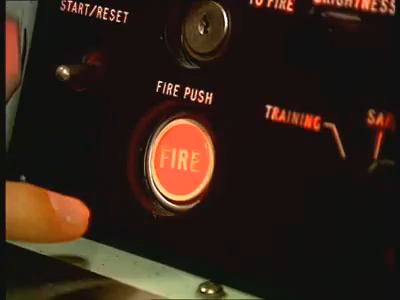 START/RESET
TO FIRE
BRIGHTNESS
FIRE PUSH
TRAINING
FIRE